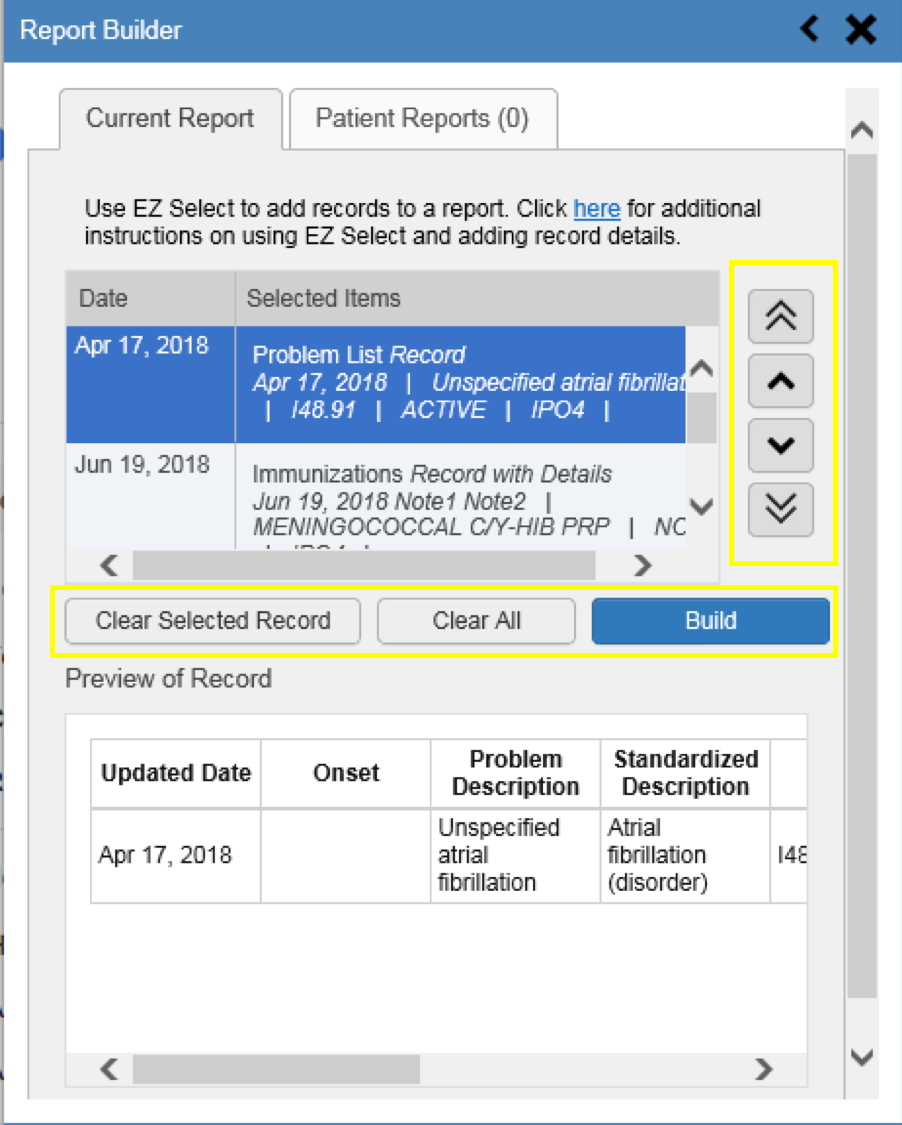 Report Builder
Current Report
Patient Reports (0)
Use EZ Select to add records to a report. Click here for additional
instructions on using EZ Select and adding record details.
Date
Selected Items
Apr 17, 2018
Problem List Record
Apr 17, 2018 | Unspecified atrial fibrillat
| I48.91 | ACTIVE | IPO4 |
Jun 19, 2018
Immunizations Record with Details
Jun 19, 2018 Note1 Note2 |
MENINGOCOCCAL C/Y-HIB PRP | NC
Clear Selected Record
Clear All
Build
Preview of Record
Updated Date
Onset
Problem
Description
Standardized
Description
Apr 17, 2018
Unspecified
atrial
fibrillation
Atrial
fibrillation
(disorder)
I48